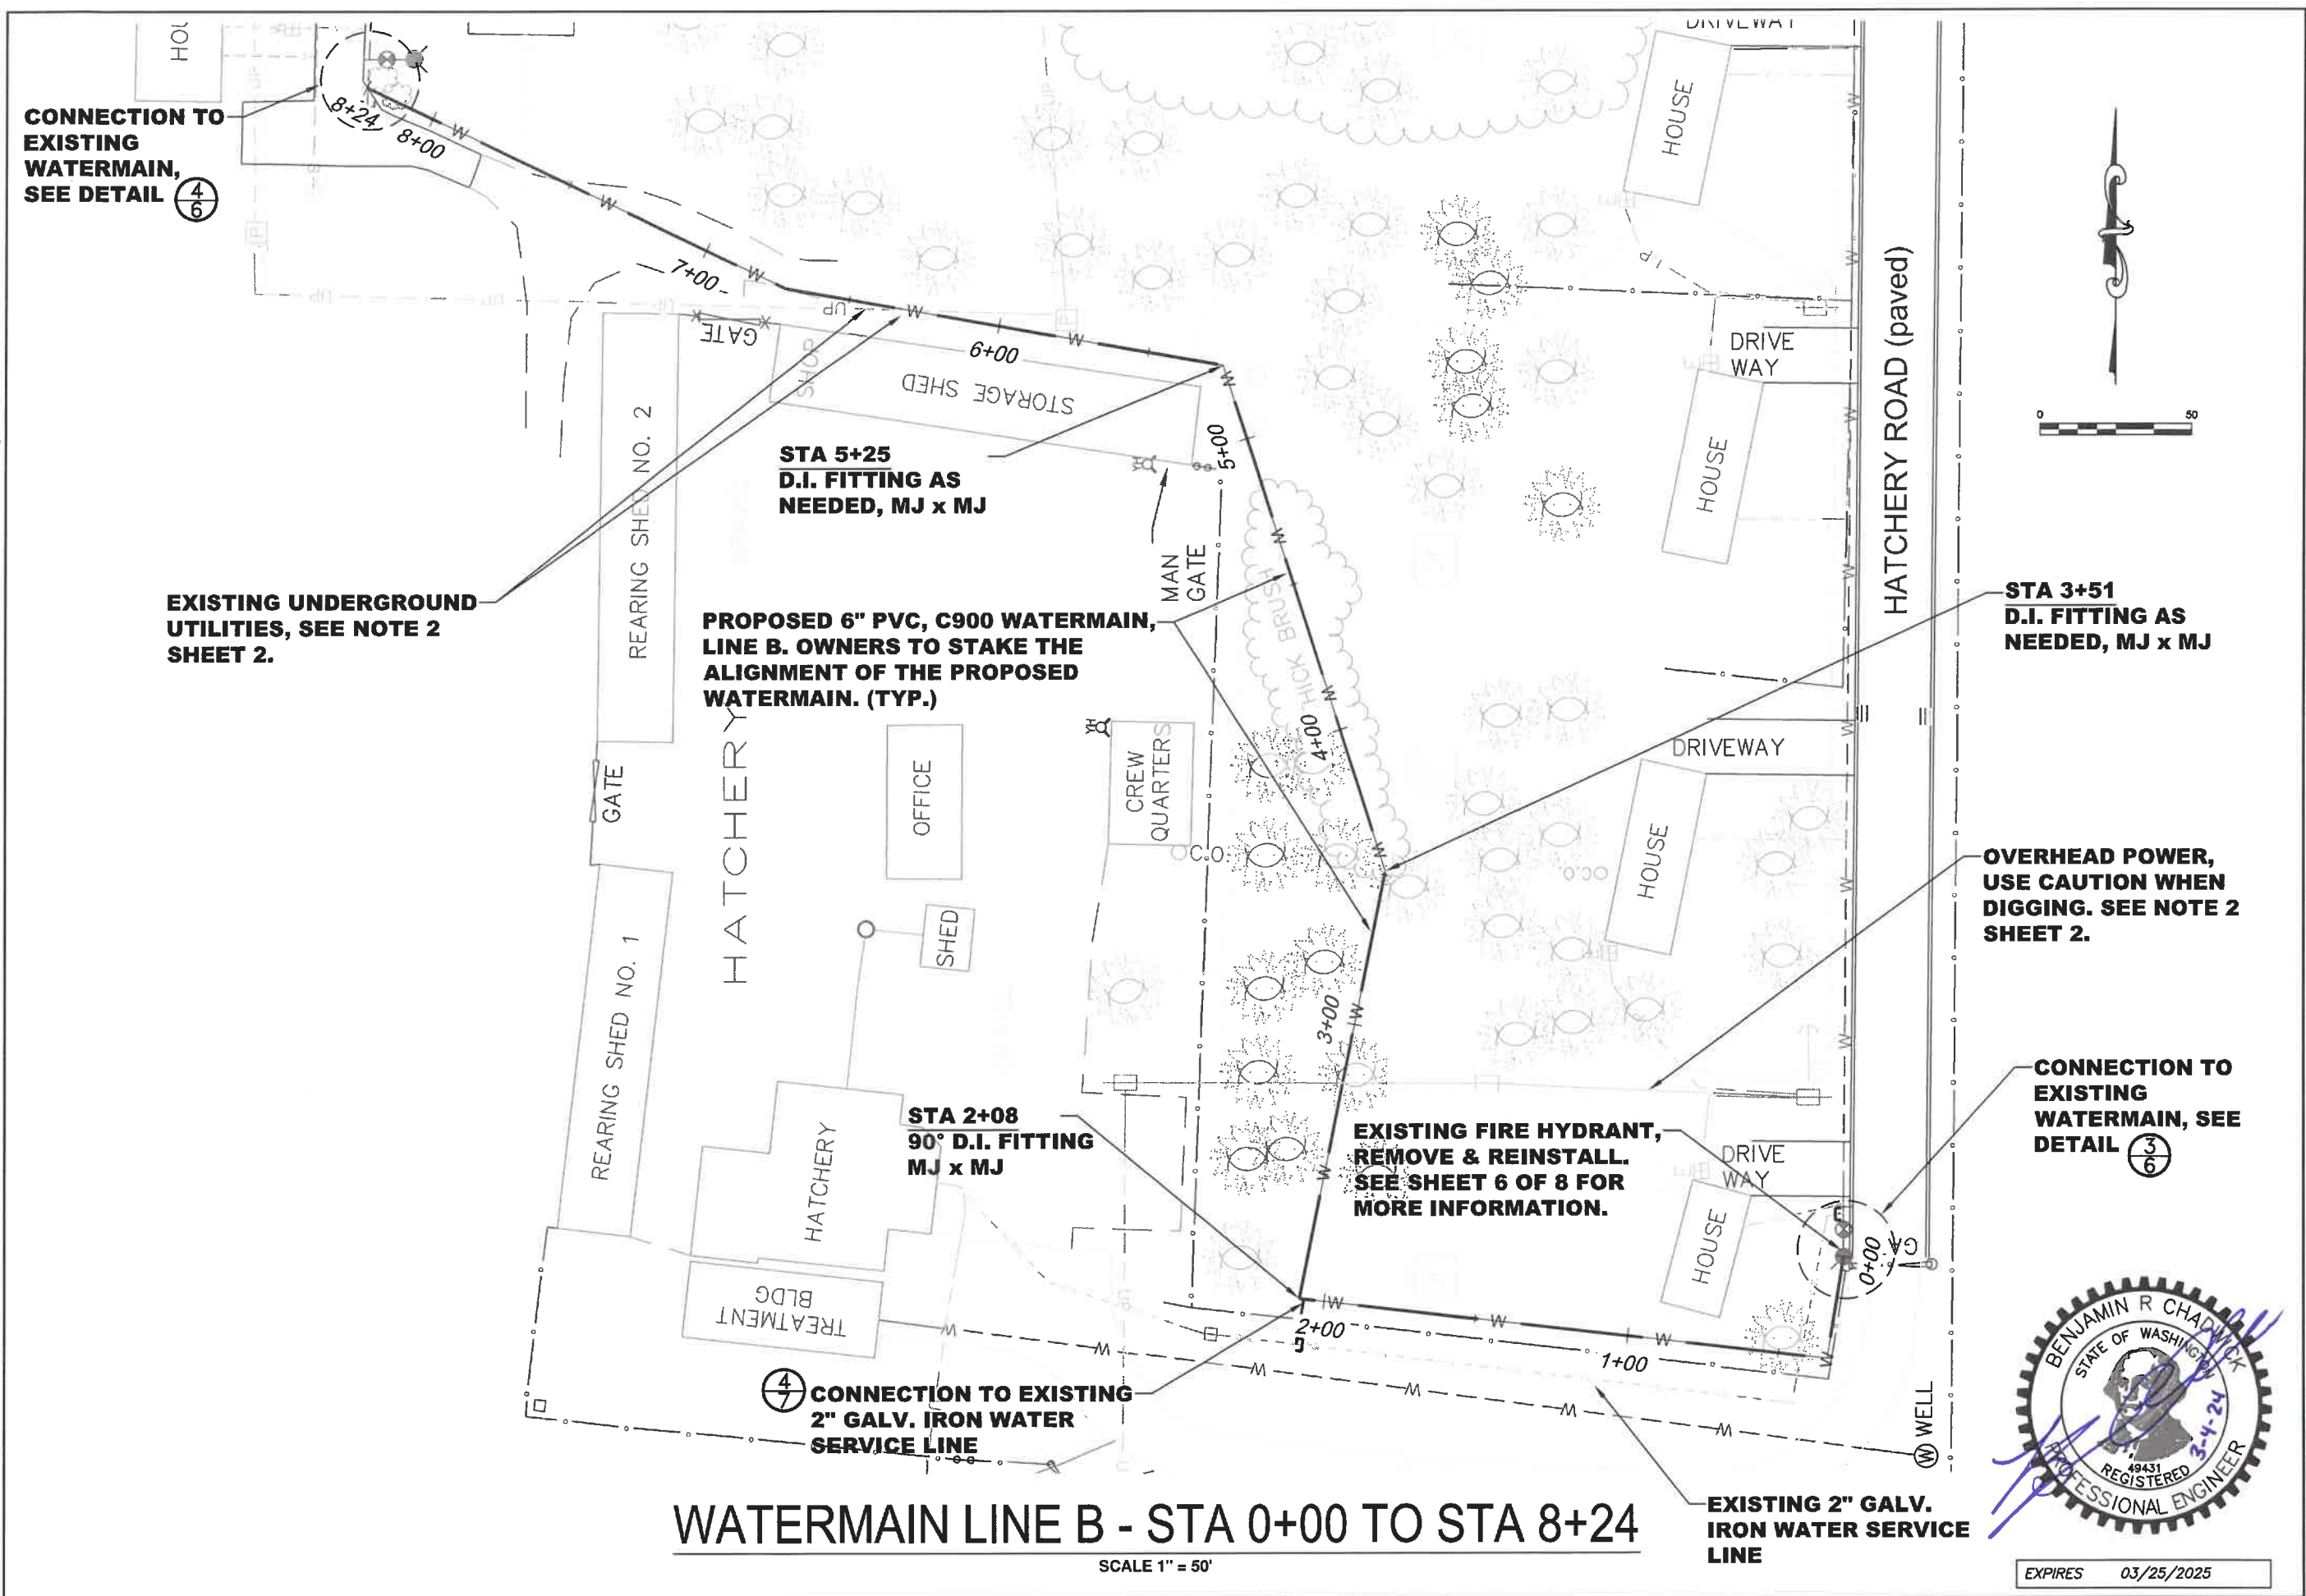 HOU
CONNECTION TO
EXISTING
WATERMAIN,
SEE DETAIL 4/6
8+24
8+00
W
W
7+00
W
UP
W
W
GATE
SHOP
6+00
STORAGE SHED
W
DRIVEWAY
HOUSE
HATCHERY ROAD (paved)
0 50
DRIVE
WAY
HOUSE
STA 5+25
D.I. FITTING AS
NEEDED, MJ x MJ
5+00
MAN
GATE
REARING SHED NO. 2
EXISTING UNDERGROUND
UTILITIES, SEE NOTE 2
SHEET 2.
PROPOSED 6" PVC, C900 WATERMAIN,
LINE B. OWNERS TO STAKE THE
ALIGNMENT OF THE PROPOSED
WATERMAIN. (TYP.)
W
THICK BRUSH
W
4+00
STA 3+51
D.I. FITTING AS
NEEDED, MJ x MJ
DRIVEWAY
HOUSE
GATE
HATCHERY
OFFICE
CREW
QUARTERS
C.O.
W
C.O.
OVERHEAD POWER,
USE CAUTION WHEN
DIGGING. SEE NOTE 2
SHEET 2.
SHED
REARING SHED NO. 1
3+00
W
STA 2+08
90° D.I. FITTING
MJ x MJ
HATCHERY
W
EXISTING FIRE HYDRANT,
REMOVE & REINSTALL.
SEE SHEET 6 OF 8 FOR
MORE INFORMATION.
DRIVE
WAY
HOUSE
CONNECTION TO
EXISTING
WATERMAIN, SEE
DETAIL 3/6
0+00
TREATMENT
BLDG
W
2+00
W
W
1+00
W
W
W
W
W
W
W
4/7 CONNECTION TO EXISTING
2" GALV. IRON WATER
SERVICE LINE
W WELL
EXISTING 2" GALV.
IRON WATER SERVICE
LINE
BENJAMIN R CHADWICK
STATE OF WASHINGTON
49431
REGISTERED
PROFESSIONAL ENGINEER
3-4-24
WATERMAIN LINE B - STA 0+00 TO STA 8+24
SCALE 1" = 50'
EXPIRES 03/25/2025